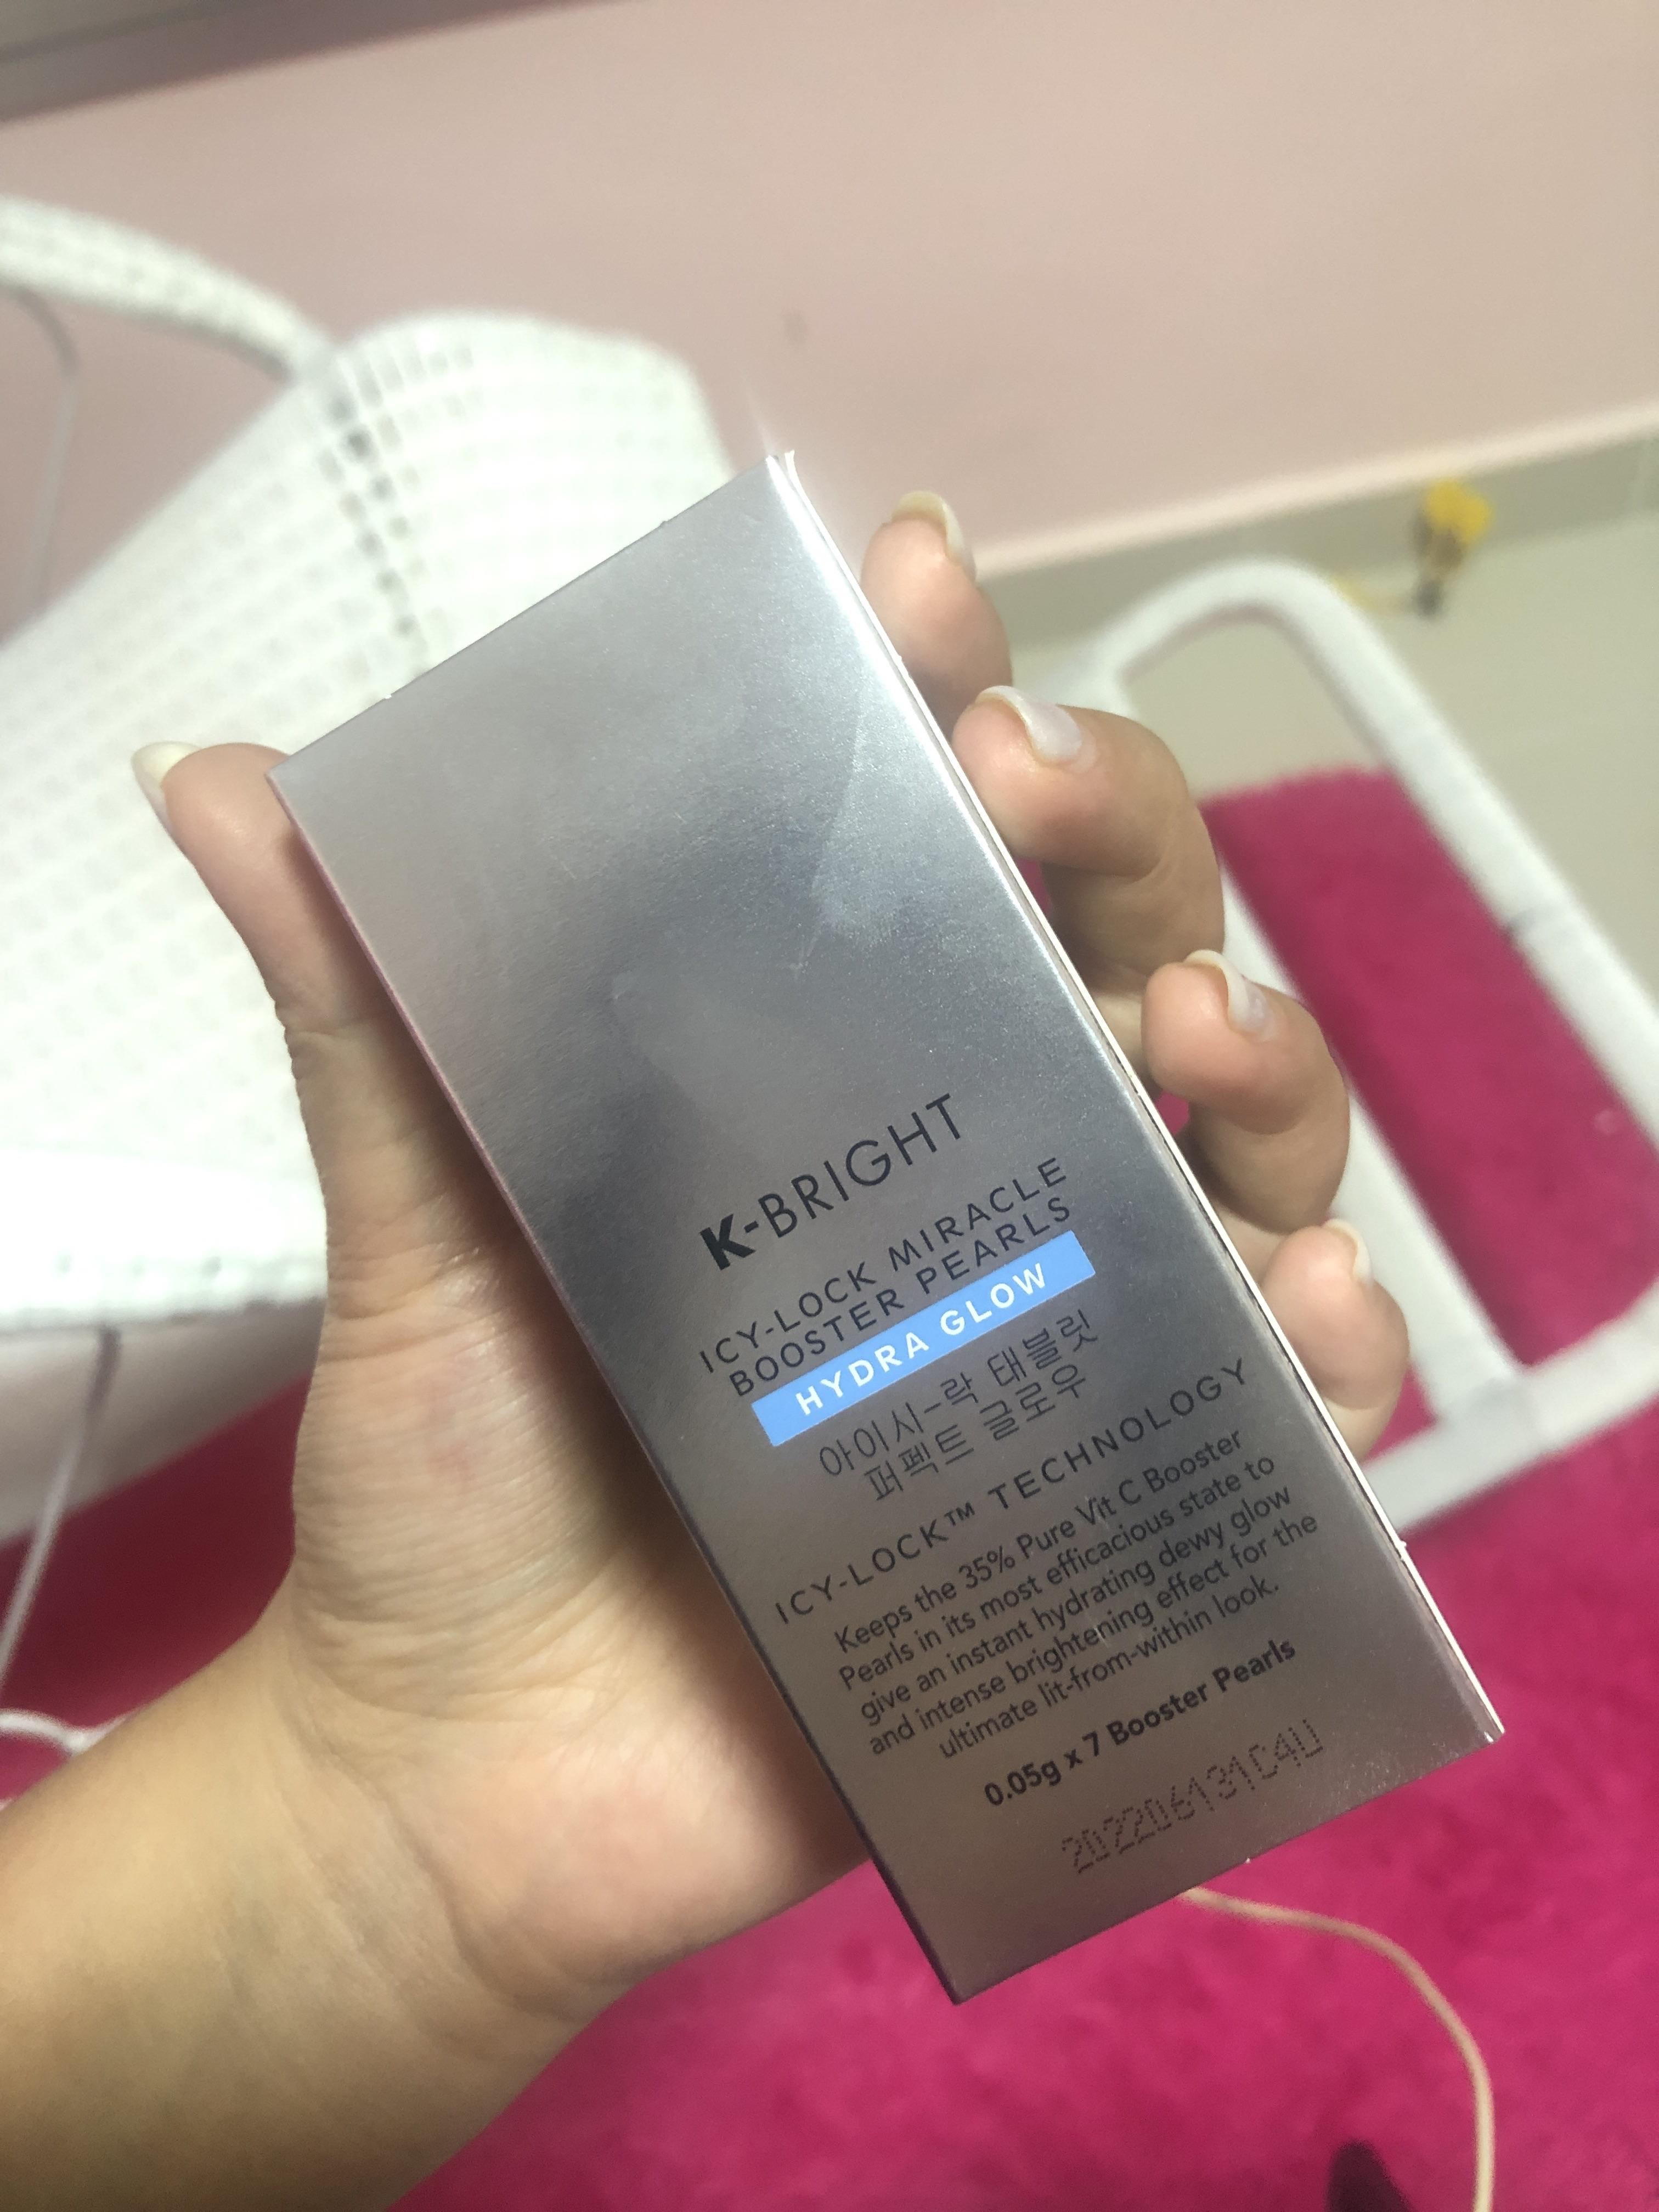 K-BRIGHT
ICY-LOCK MIRACLE
BOOSTER PEARLS
HYDRA GLOW
아이시-락 태블릿
퍼펙트 글로우
ICY-LOCK™ TECHNOLOGY
Keeps the 35% Pure Vit C Booster
Pearls in its most efficacious state to
give an instant hydrating dewy glow
and intense brightening effect for the
ultimate lit-from-within look.
0.05g x 7 Booster Pearls
202206131C4U